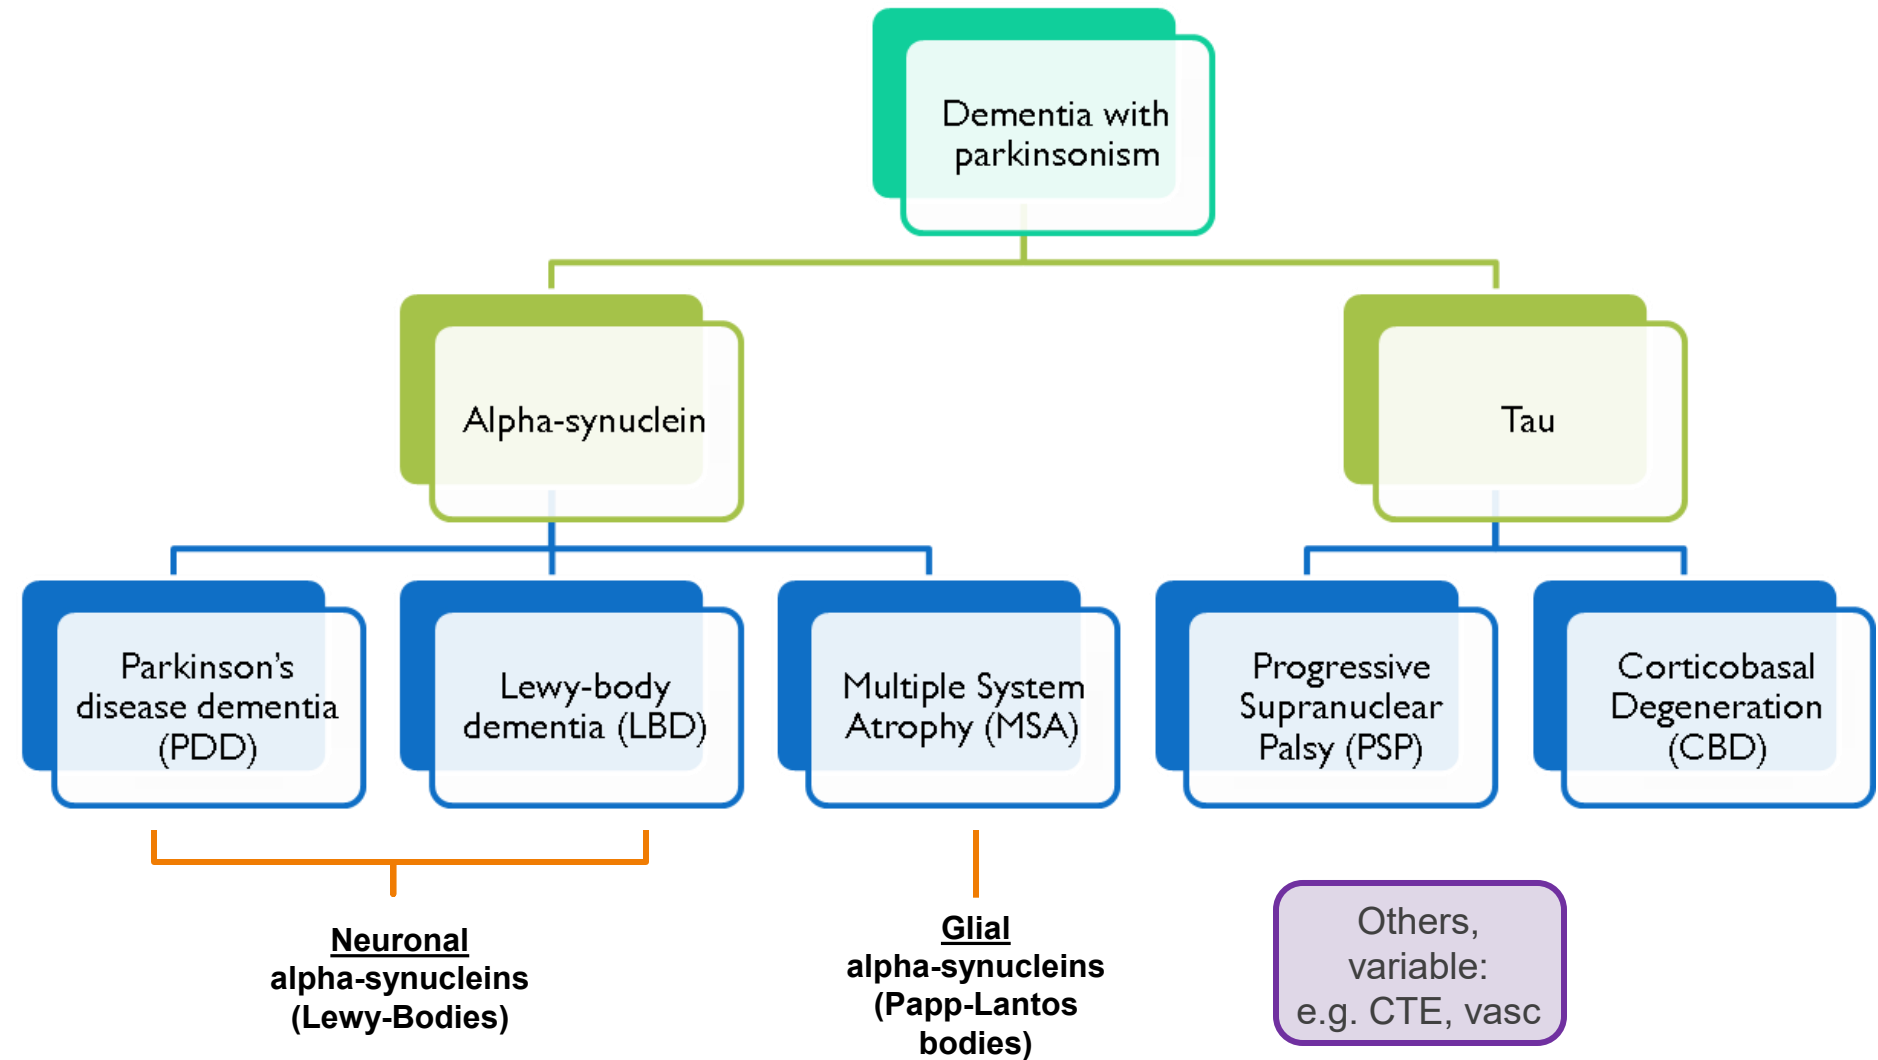 Dementia with
parkinsonism
Alpha-synuclein
Tau
Parkinson's
disease dementia
(PDD)
Lewy-body
dementia (LBD)
Multiple System
Atrophy (MSA)
Progressive
Supranuclear
Palsy (PSP)
Corticobasal
Degeneration
(CBD)
Neuronal
alpha-synucleins
(Lewy-Bodies)
Glial
alpha-synucleins
(Papp-Lantos
bodies)
Others,
variable:
e.g. CTE, vasc